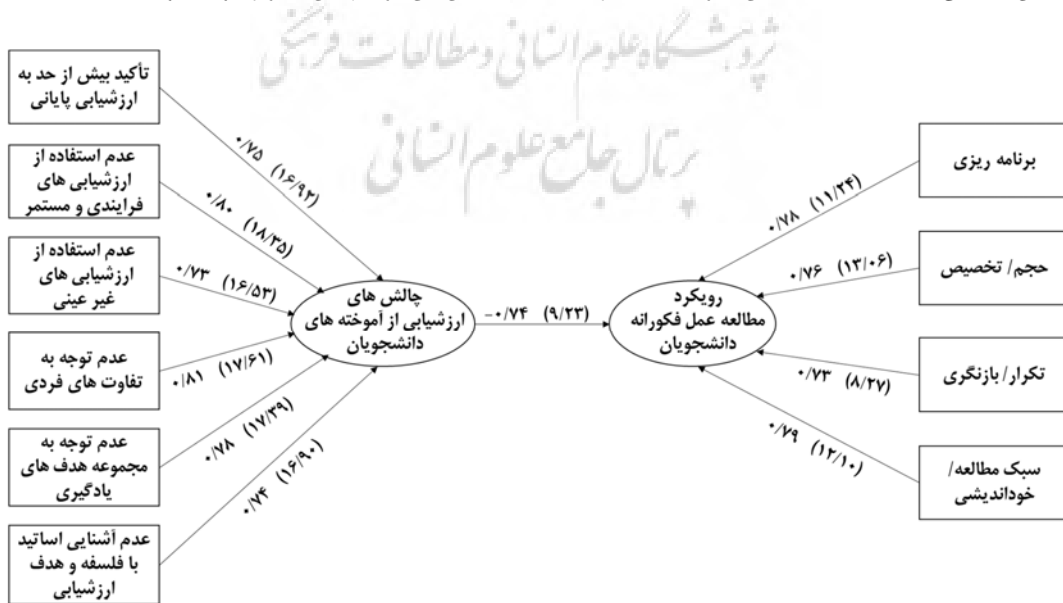 پژوهشگاه علوم انسانی و مطالعات فرهنگی
پرتال جامع علوم انسانی
تأکید بیش از حد به
ارزشیابی پایانی
عدم استفاده از
ارزشیابی های
فرایندی و مستمر
عدم استفاده از
ارزشیابی های
غیر عینی
عدم توجه به
تفاوت های فردی
عدم توجه به
مجموعه هدف های
یادگیری
عدم آشنایی اساتید
با فلسفه و هدف
ارزشیابی
۰/۷۵ (۱۶/۹۲)
۰/۸۰ (۱۸/۳۵)
۰/۷۳ (۱۶/۵۳)
۰/۸۱ (۱۷/۶۱)
۰/۷۸ (۱۷/۳۹)
۰/۷۴ (۱۶/۹۰)
چالش های
ارزشیابی از آموخته های
دانشجویان
−۰/۷۴ (۹/۲۳)
رویکرد
مطالعه عمل فکورانه
دانشجویان
۰/۷۸ (۱۱/۲۴)
۰/۷۶ (۱۳/۰۶)
۰/۷۳ (۸/۲۷)
۰/۷۹ (۱۲/۱۰)
برنامه ریزی
حجم/ تخصیص
تکرار/ بازنگری
سبک مطالعه/
خوداندیشی